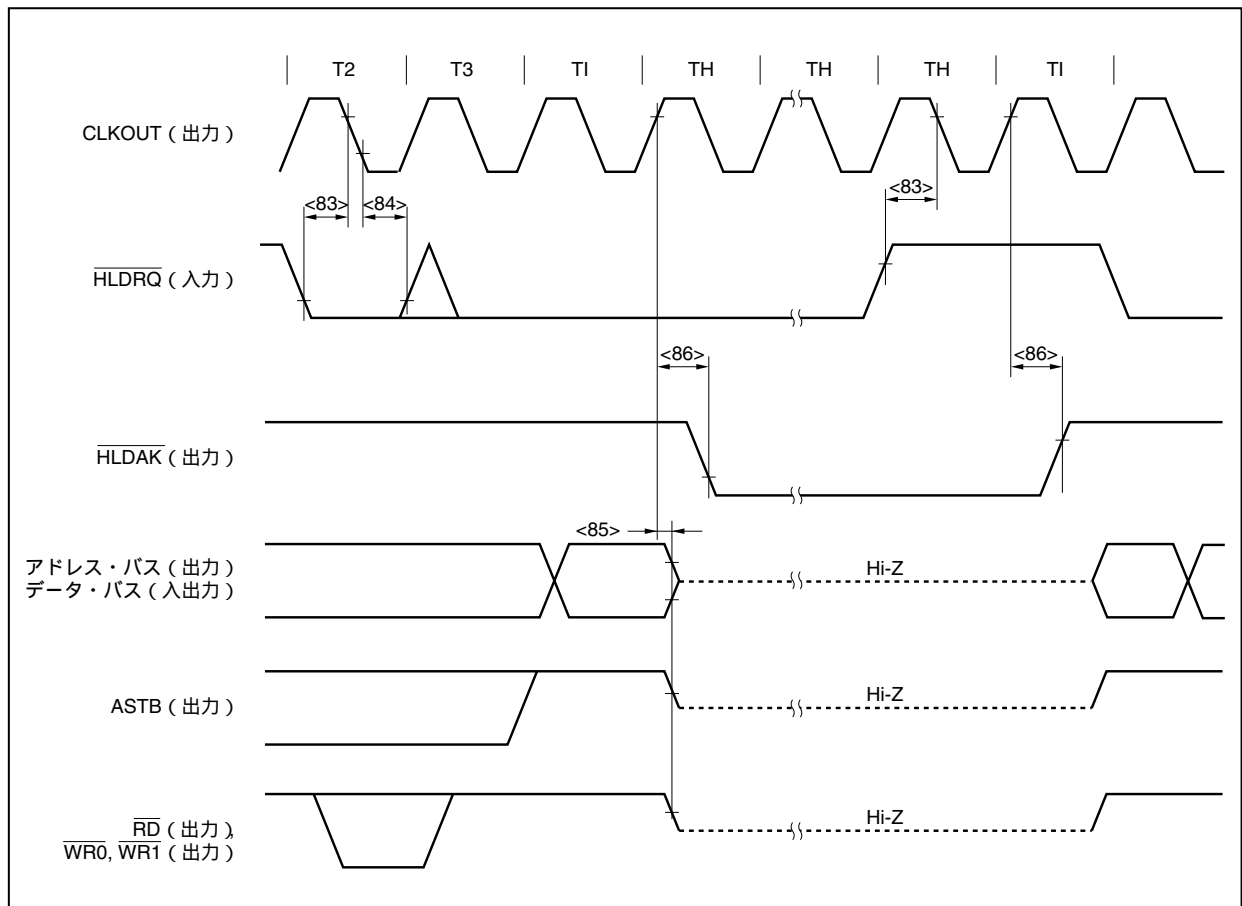 T2 T3 TI TH TH TH TI
CLKOUT（出力）
<83> <84> <83>
HLDRQ（入力）
<86> <86>
HLDAK（出力）
<85>
アドレス・バス（出力） Hi-Z
データ・バス（入出力）
ASTB（出力） Hi-Z
RD（出力）, Hi-Z
WR0, WR1（出力）